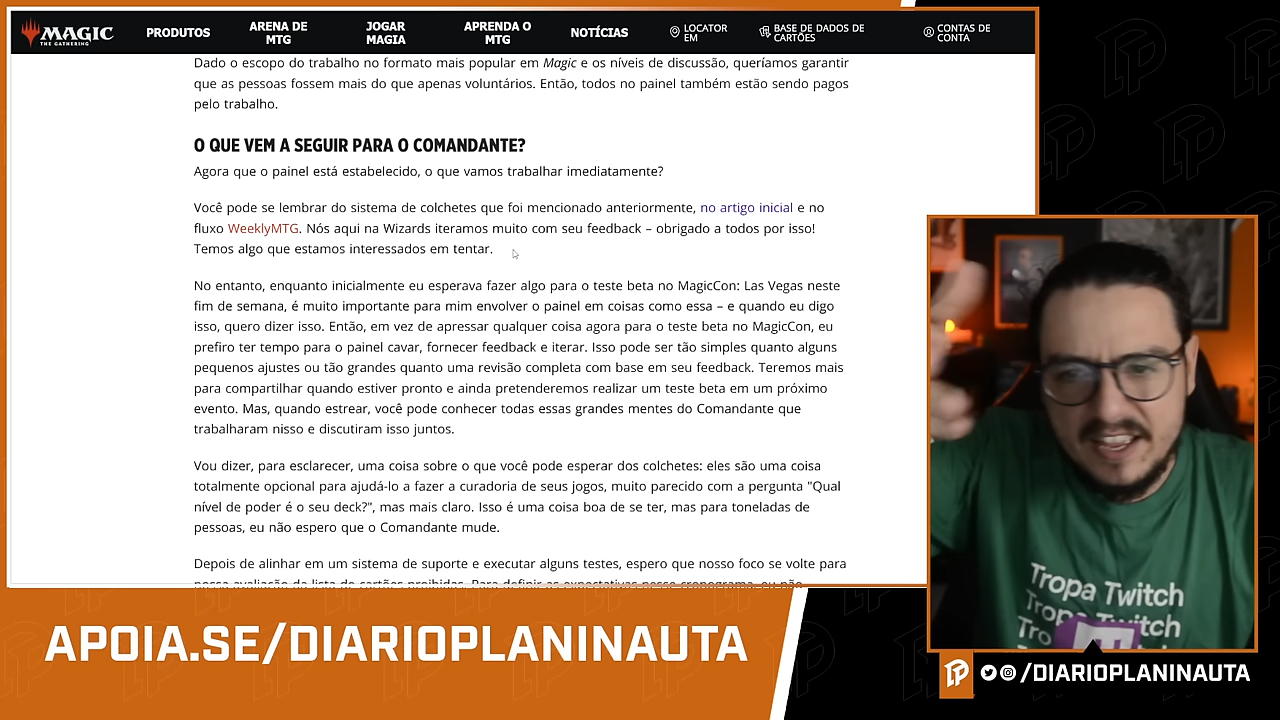 MAGIC
THE GATHERING
PRODUTOS
ARENA DE
MTG
JOGAR
MAGIA
APRENDA O
MTG
NOTÍCIAS
LOCATOR
EM
BASE DE DADOS DE
CARTÕES
CONTAS DE
CONTA
Dado o escopo do trabalho no formato mais popular em Magic e os níveis de discussão, queríamos garantir
que as pessoas fossem mais do que apenas voluntários. Então, todos no painel também estão sendo pagos
pelo trabalho.
O QUE VEM A SEGUIR PARA O COMANDANTE?
Agora que o painel está estabelecido, o que vamos trabalhar imediatamente?
Você pode se lembrar do sistema de colchetes que foi mencionado anteriormente, no artigo inicial e no
fluxo WeeklyMTG. Nós aqui na Wizards iteramos muito com seu feedback – obrigado a todos por isso!
Temos algo que estamos interessados em tentar.
No entanto, enquanto inicialmente eu esperava fazer algo para o teste beta no MagicCon: Las Vegas neste
fim de semana, é muito importante para mim envolver o painel em coisas como essa – e quando eu digo
isso, quero dizer isso. Então, em vez de apressar qualquer coisa agora para o teste beta no MagicCon, eu
prefiro ter tempo para o painel cavar, fornecer feedback e iterar. Isso pode ser tão simples quanto alguns
pequenos ajustes ou tão grandes quanto uma revisão completa com base em seu feedback. Teremos mais
para compartilhar quando estiver pronto e ainda pretenderemos realizar um teste beta em um próximo
evento. Mas, quando estrear, você pode conhecer todas essas grandes mentes do Comandante que
trabalharam nisso e discutiram isso juntos.
Vou dizer, para esclarecer, uma coisa sobre o que você pode esperar dos colchetes: eles são uma coisa
totalmente opcional para ajudá-lo a fazer a curadoria de seus jogos, muito parecido com a pergunta "Qual
nível de poder é o seu deck?", mas mais claro. Isso é uma coisa boa de se ter, mas para toneladas de
pessoas, eu não espero que o Comandante mude.
Depois de alinhar em um sistema de suporte e executar alguns testes, espero que nosso foco se volte para
nossa avaliação da lista de cartões proibidas. Para definir as expectativas nesse cronograma, eu não
Tropa Twitch
Tropa Twitch
Tro
APOIA.SE/DIARIOPLANINAUTA
/DIARIOPLANINAUTA